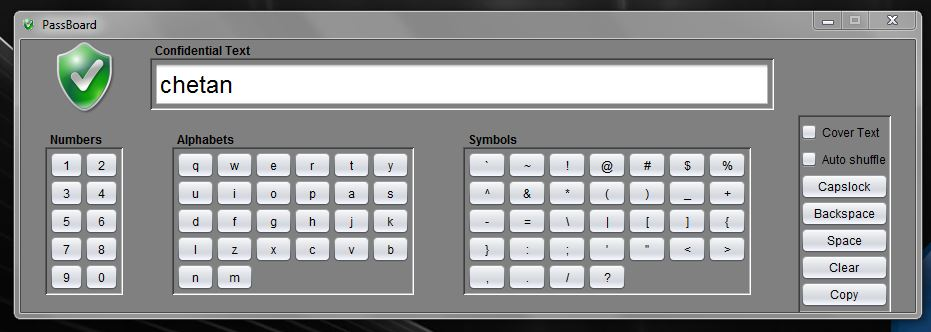 PassBoard
Confidential Text
chetan
Numbers
1 2
3 4
5 6
7 8
9 0
Alphabets
q w e r t y
u i o p a s
d f g h j k
l z x c v b
n m
Symbols
` ~ ! @ # $ %
^ & * ( ) _ +
- = \ | [ ] {
} : ; ' " < >
, . / ?
Cover Text
Auto shuffle
Capslock
Backspace
Space
Clear
Copy